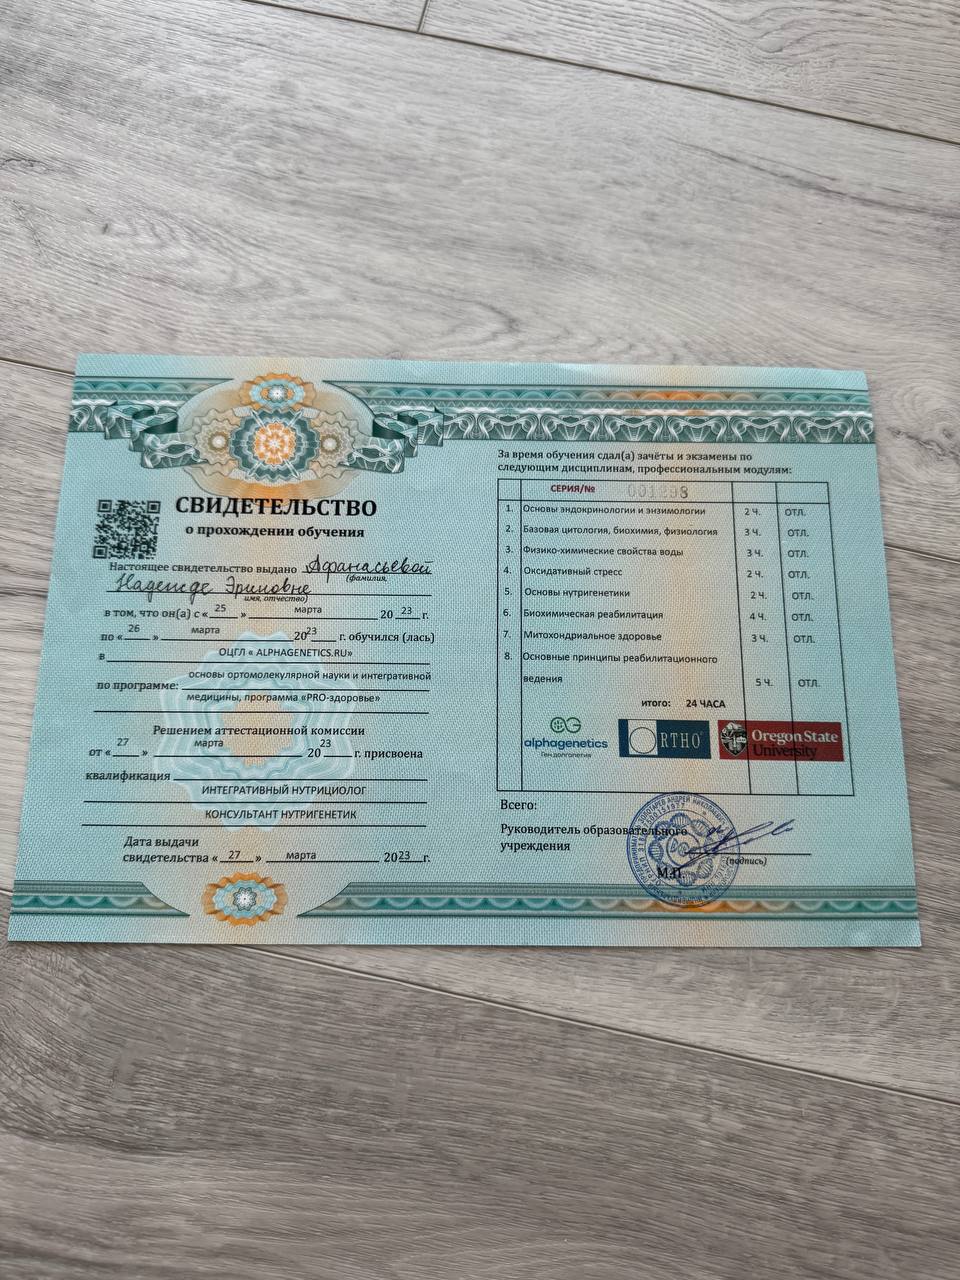 СВИДЕТЕЛЬСТВО
о прохождении обучения
Настоящее свидетельство выдано Афанасьевой
(фамилия,
Надежде Эриковне
имя, отчество)
в том, что он(а) с « 25 » марта 20 23 г.
по « 26 » марта 20 23 г. обучился (лась)
в ОЦГЛ « ALPHAGENETICS.RU»
основы ортомолекулярной науки и интегративной
по программе:
медицины, программа «PRO-здоровье»
Решением аттестационной комиссии
от « 27 » марта 20 23 г. присвоена
квалификация
ИНТЕГРАТИВНЫЙ НУТРИЦИОЛОГ
КОНСУЛЬТАНТ НУТРИГЕНЕТИК
Дата выдачи
свидетельства « 27 » марта 20 23 г.
За время обучения сдал(а) зачёты и экзамены по
следующим дисциплинам, профессиональным модулям:
СЕРИЯ/№ 001298
1. Основы эндокринологии и энзимологии 2 Ч. ОТЛ.
2. Базовая цитология, биохимия, физиология 3 Ч. ОТЛ.
3. Физико-химические свойства воды 3 Ч. ОТЛ.
4. Оксидативный стресс 2 Ч. ОТЛ.
5. Основы нутригенетики 2 Ч. ОТЛ.
6. Биохимическая реабилитация 4 Ч. ОТЛ.
7. Митохондриальное здоровье 3 Ч. ОТЛ.
8. Основные принципы реабилитационного
ведения 5 Ч. ОТЛ.
ИТОГО: 24 ЧАСА
alphagenetics
Ген долголетия
ORTHO
Oregon State
University
Всего:
Руководитель образовательного
учреждения
(подпись)
М.П.